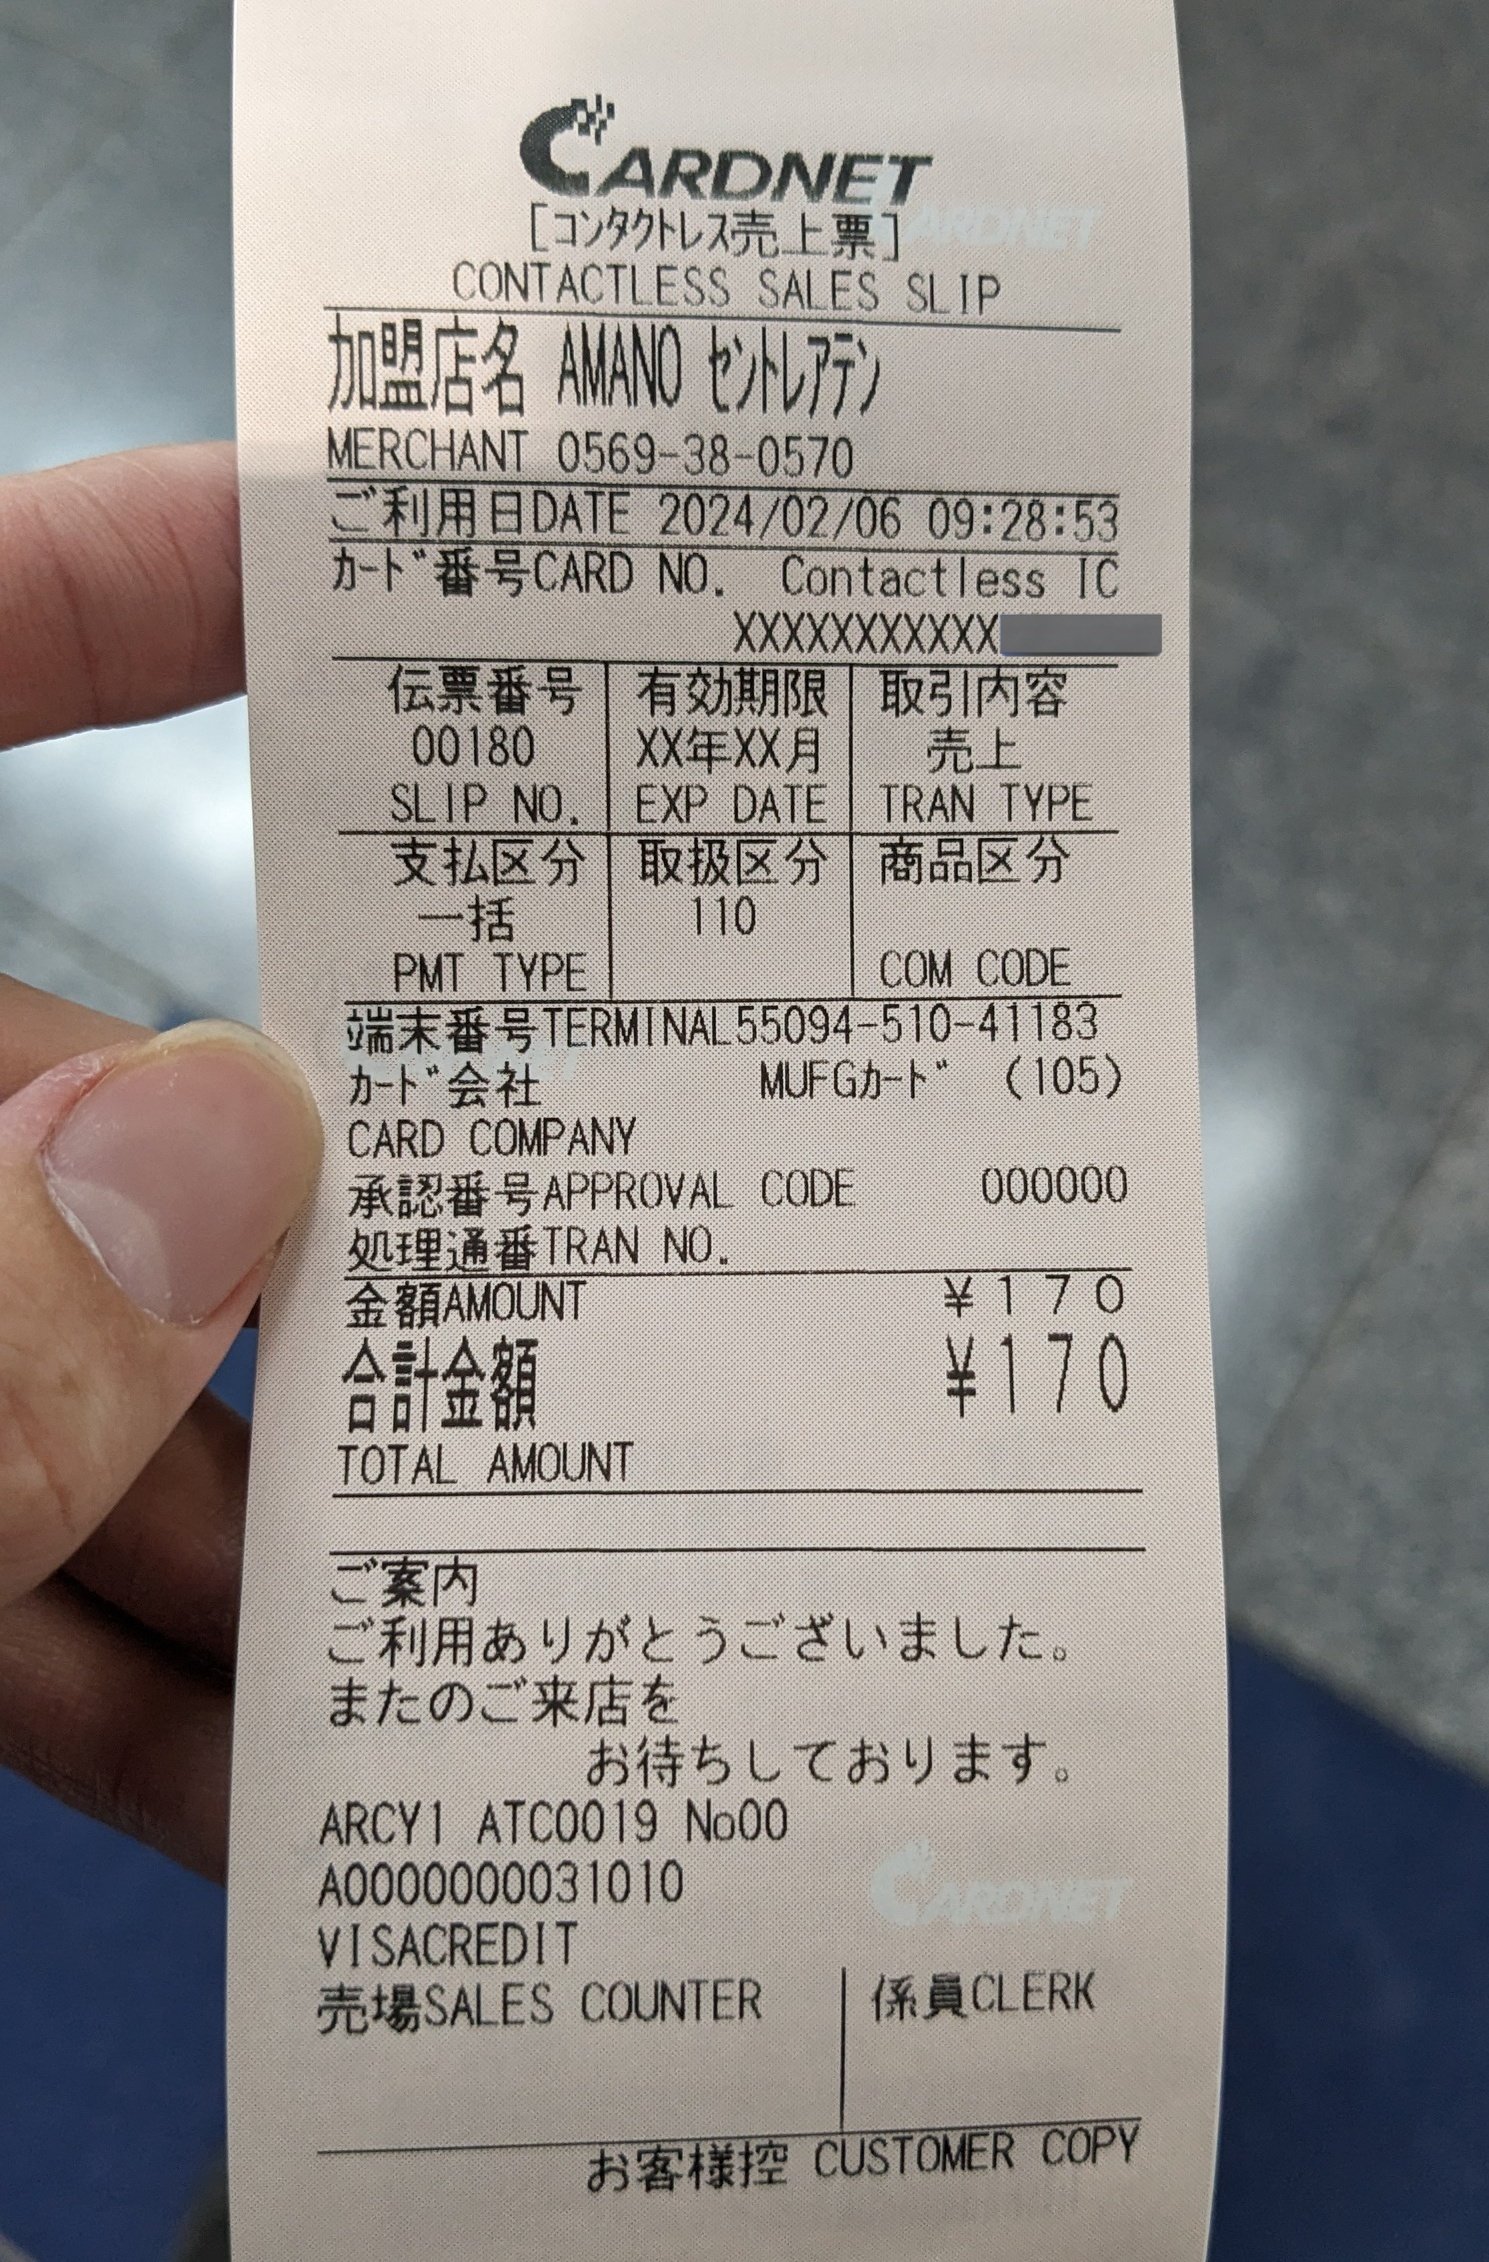 CARDNET
[コンタクトレス売上票]
CARDNET
CONTACTLESS SALES SLIP
加盟店名 AMANO セントレアテン
MERCHANT 0569-38-0570
ご利用日DATE 2024/02/06 09:28:53
カード番号CARD NO. Contactless IC
XXXXXXXXXXX
伝票番号 有効期限 取引内容
00180 XX年XX月 売上
SLIP NO. EXP DATE TRAN TYPE
支払区分 取扱区分 商品区分
一括 110
PMT TYPE COM CODE
端末番号TERMINAL55094-510-41183
カード会社 MUFGカード (105)
CARD COMPANY
承認番号APPROVAL CODE 000000
処理通番TRAN NO.
金額AMOUNT ¥170
合計金額 ¥170
TOTAL AMOUNT
ご案内
ご利用ありがとうございました。
またのご来店を
お待ちしております。
ARCY1 ATC0019 No00
A0000000031010
CARDNET
VISACREDIT
売場SALES COUNTER 係員CLERK
お客様控 CUSTOMER COPY